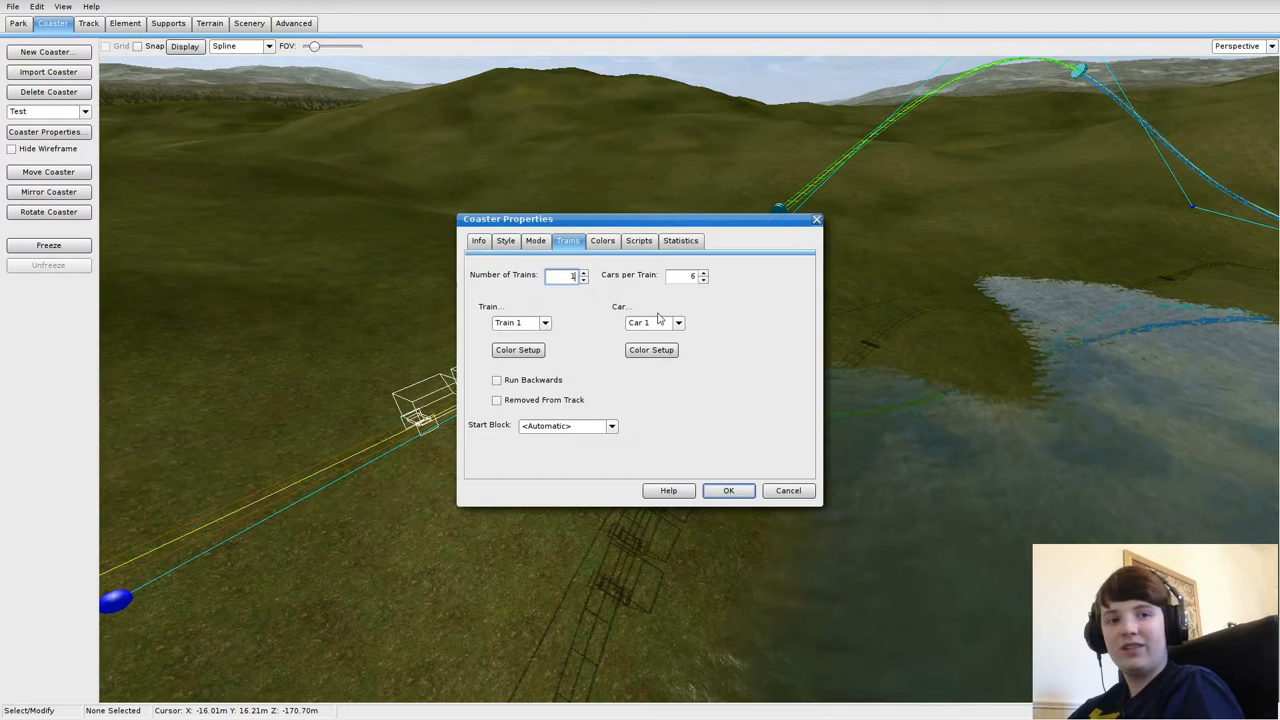 File Edit View Help
Park Coaster Track Element Supports Terrain Scenery Advanced
New Coaster... Grid Snap Display Spline FOV: Perspective
Import Coaster
Delete Coaster
Test
Coaster Properties...
Hide Wireframe
Move Coaster
Mirror Coaster
Rotate Coaster
Freeze
Unfreeze
Coaster Properties
Info Style Mode Trains Colors Scripts Statistics
Number of Trains: 1 Cars per Train: 6
Train... Car...
Train 1 Car 1
Color Setup Color Setup
Run Backwards
Removed From Track
Start Block: <Automatic>
Help OK Cancel
Select/Modify None Selected Cursor: X: -16.01m Y: 16.21m Z: -170.70m